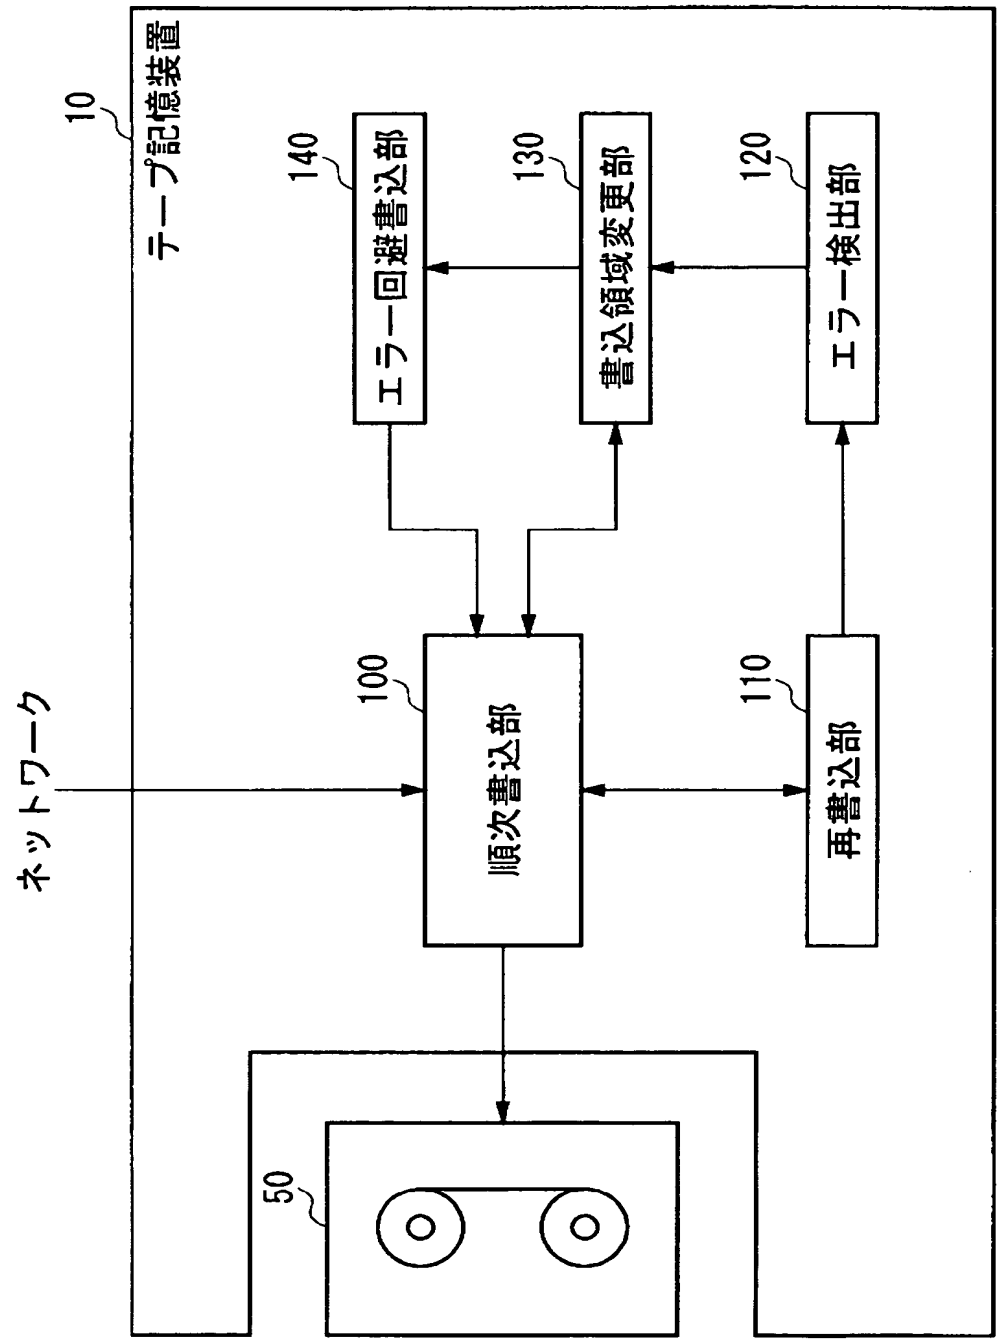 ネットワーク
10
テープ記憶装置
50
100
順次書込部
140
エラー回避書込部
130
書込領域変更部
110
再書込部
120
エラー検出部